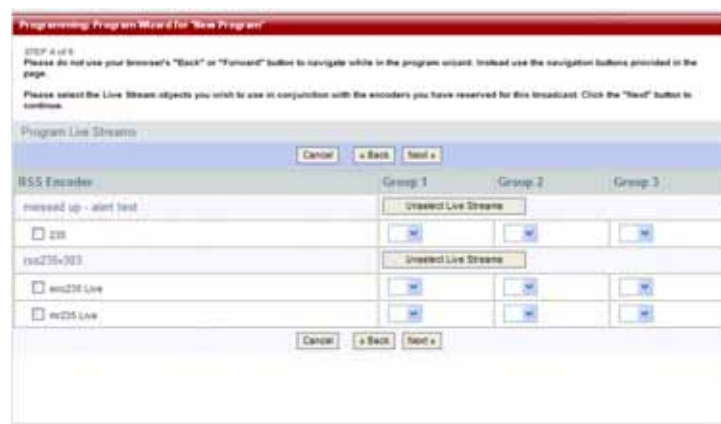 Programming: Program Wizard for 'New Program'
STEP 4 of 6
Please do not use your browser's "Back" or "Forward" button to navigate while in the program wizard. Instead use the navigation buttons provided in the
page.
Please select the Live Stream objects you wish to use in conjunction with the encoders you have reserved for this broadcast. Click the "Next" button to
continue.
Program Live Streams
Cancel « Back Next »
RSS Encoder Group 1 Group 2 Group 3
messed up - alert test Unselect Live Streams
235
Unselect Live Streams
Live
Live
Cancel « Back Next »